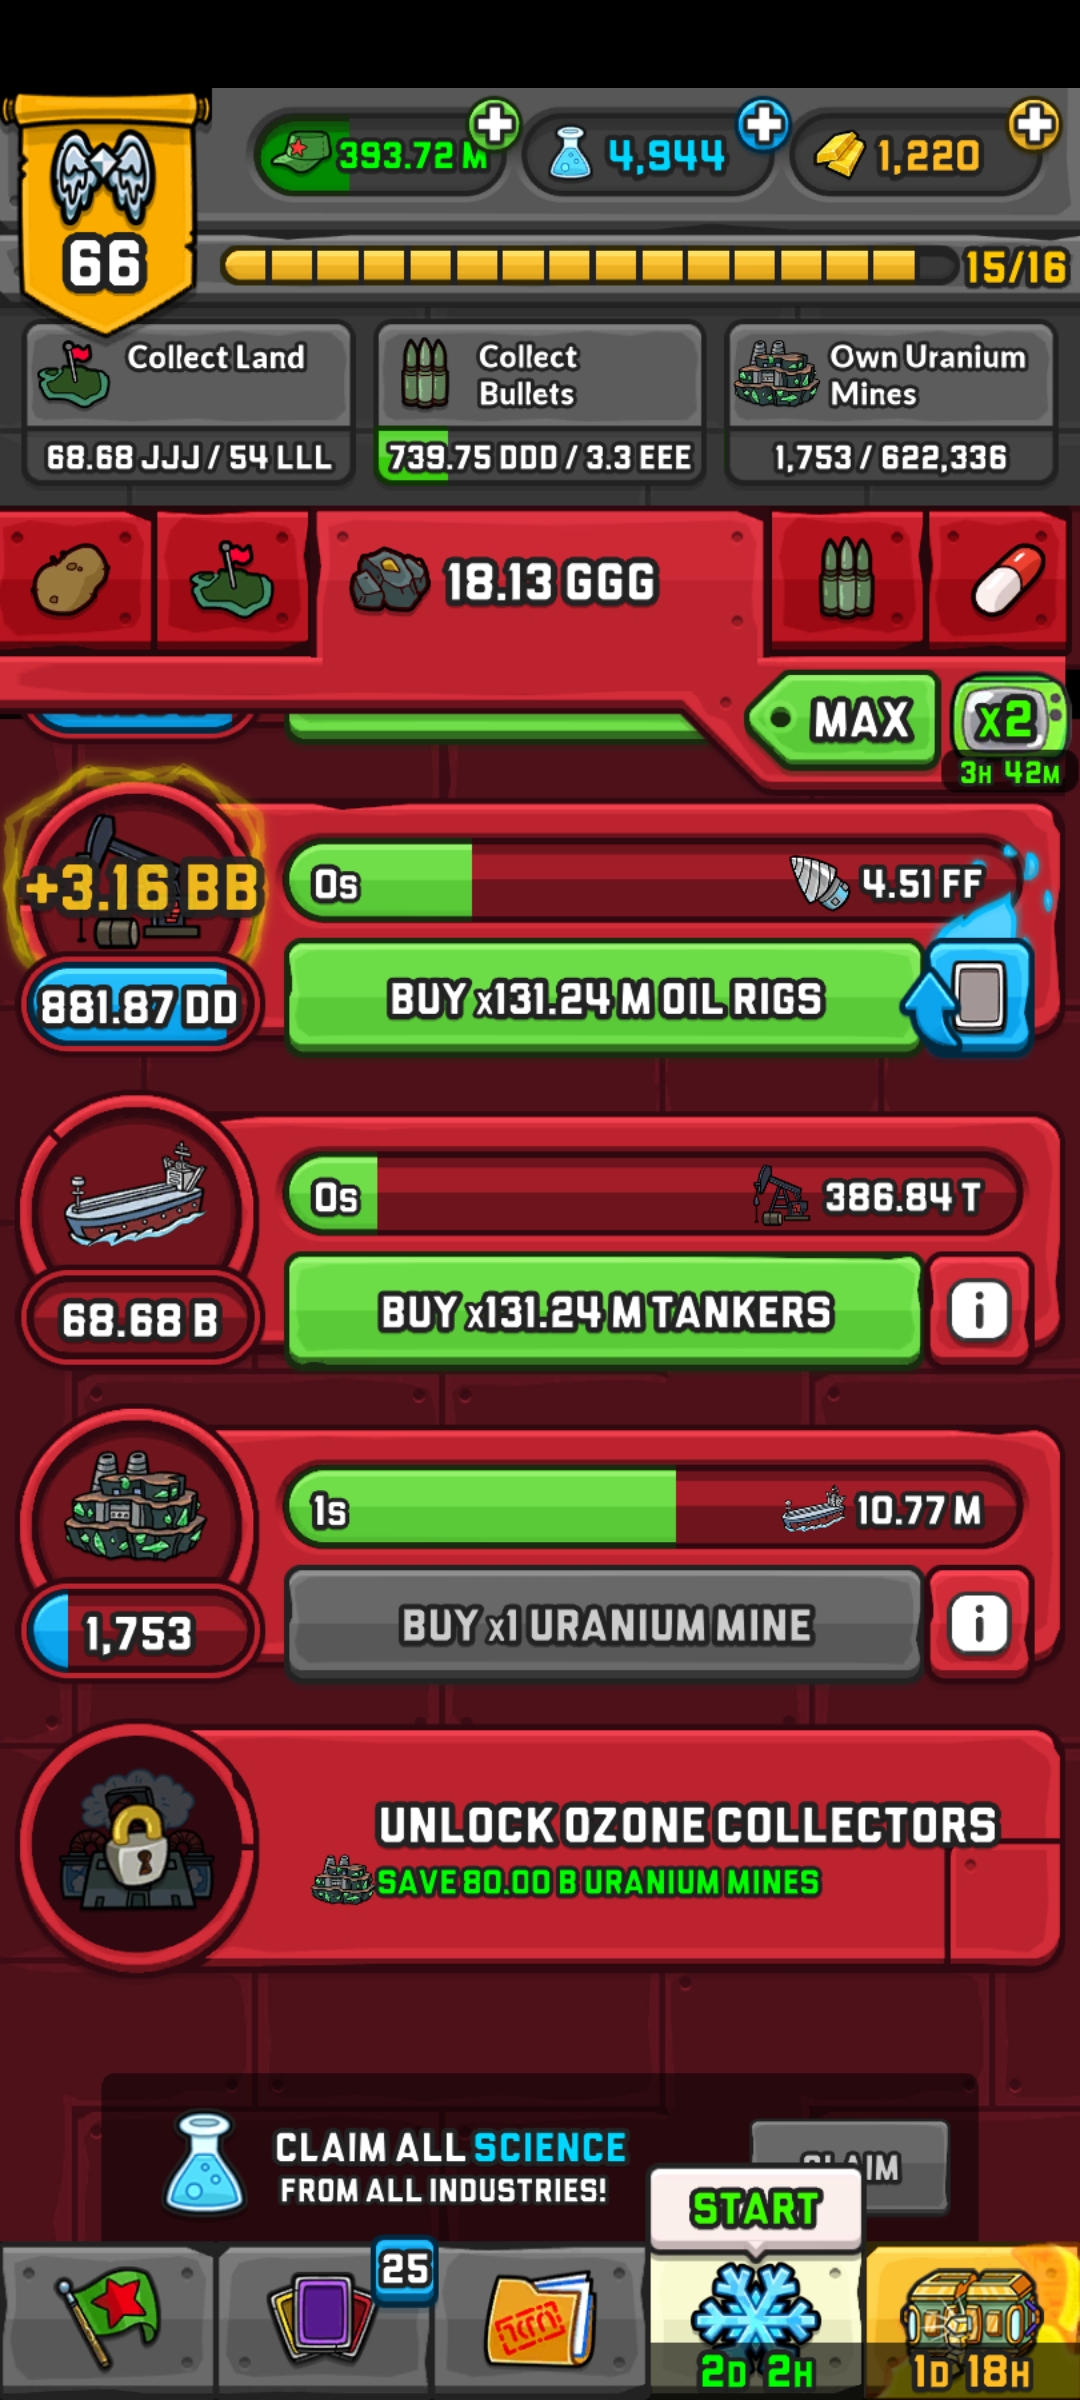 393.72 M
4,944
1,220
66
15/16
Collect Land
68.68 JJJ / 54 LLL
Collect
Bullets
739.75 DDD / 3.3 EEE
Own Uranium
Mines
1,753 / 622,336
18.13 GGG
MAX
x2
3H 42M
+3.16 BB
0s
4.51 FF
881.87 DD
BUY x131.24 M OIL RIGS
0s
386.84 T
68.68 B
BUY x131.24 M TANKERS
i
1s
10.77 M
1,753
BUY x1 URANIUM MINE
i
UNLOCK OZONE COLLECTORS
SAVE 80.00 B URANIUM MINES
CLAIM ALL SCIENCE
FROM ALL INDUSTRIES!
CLAIM
START
25
2D 2H
1D 18H